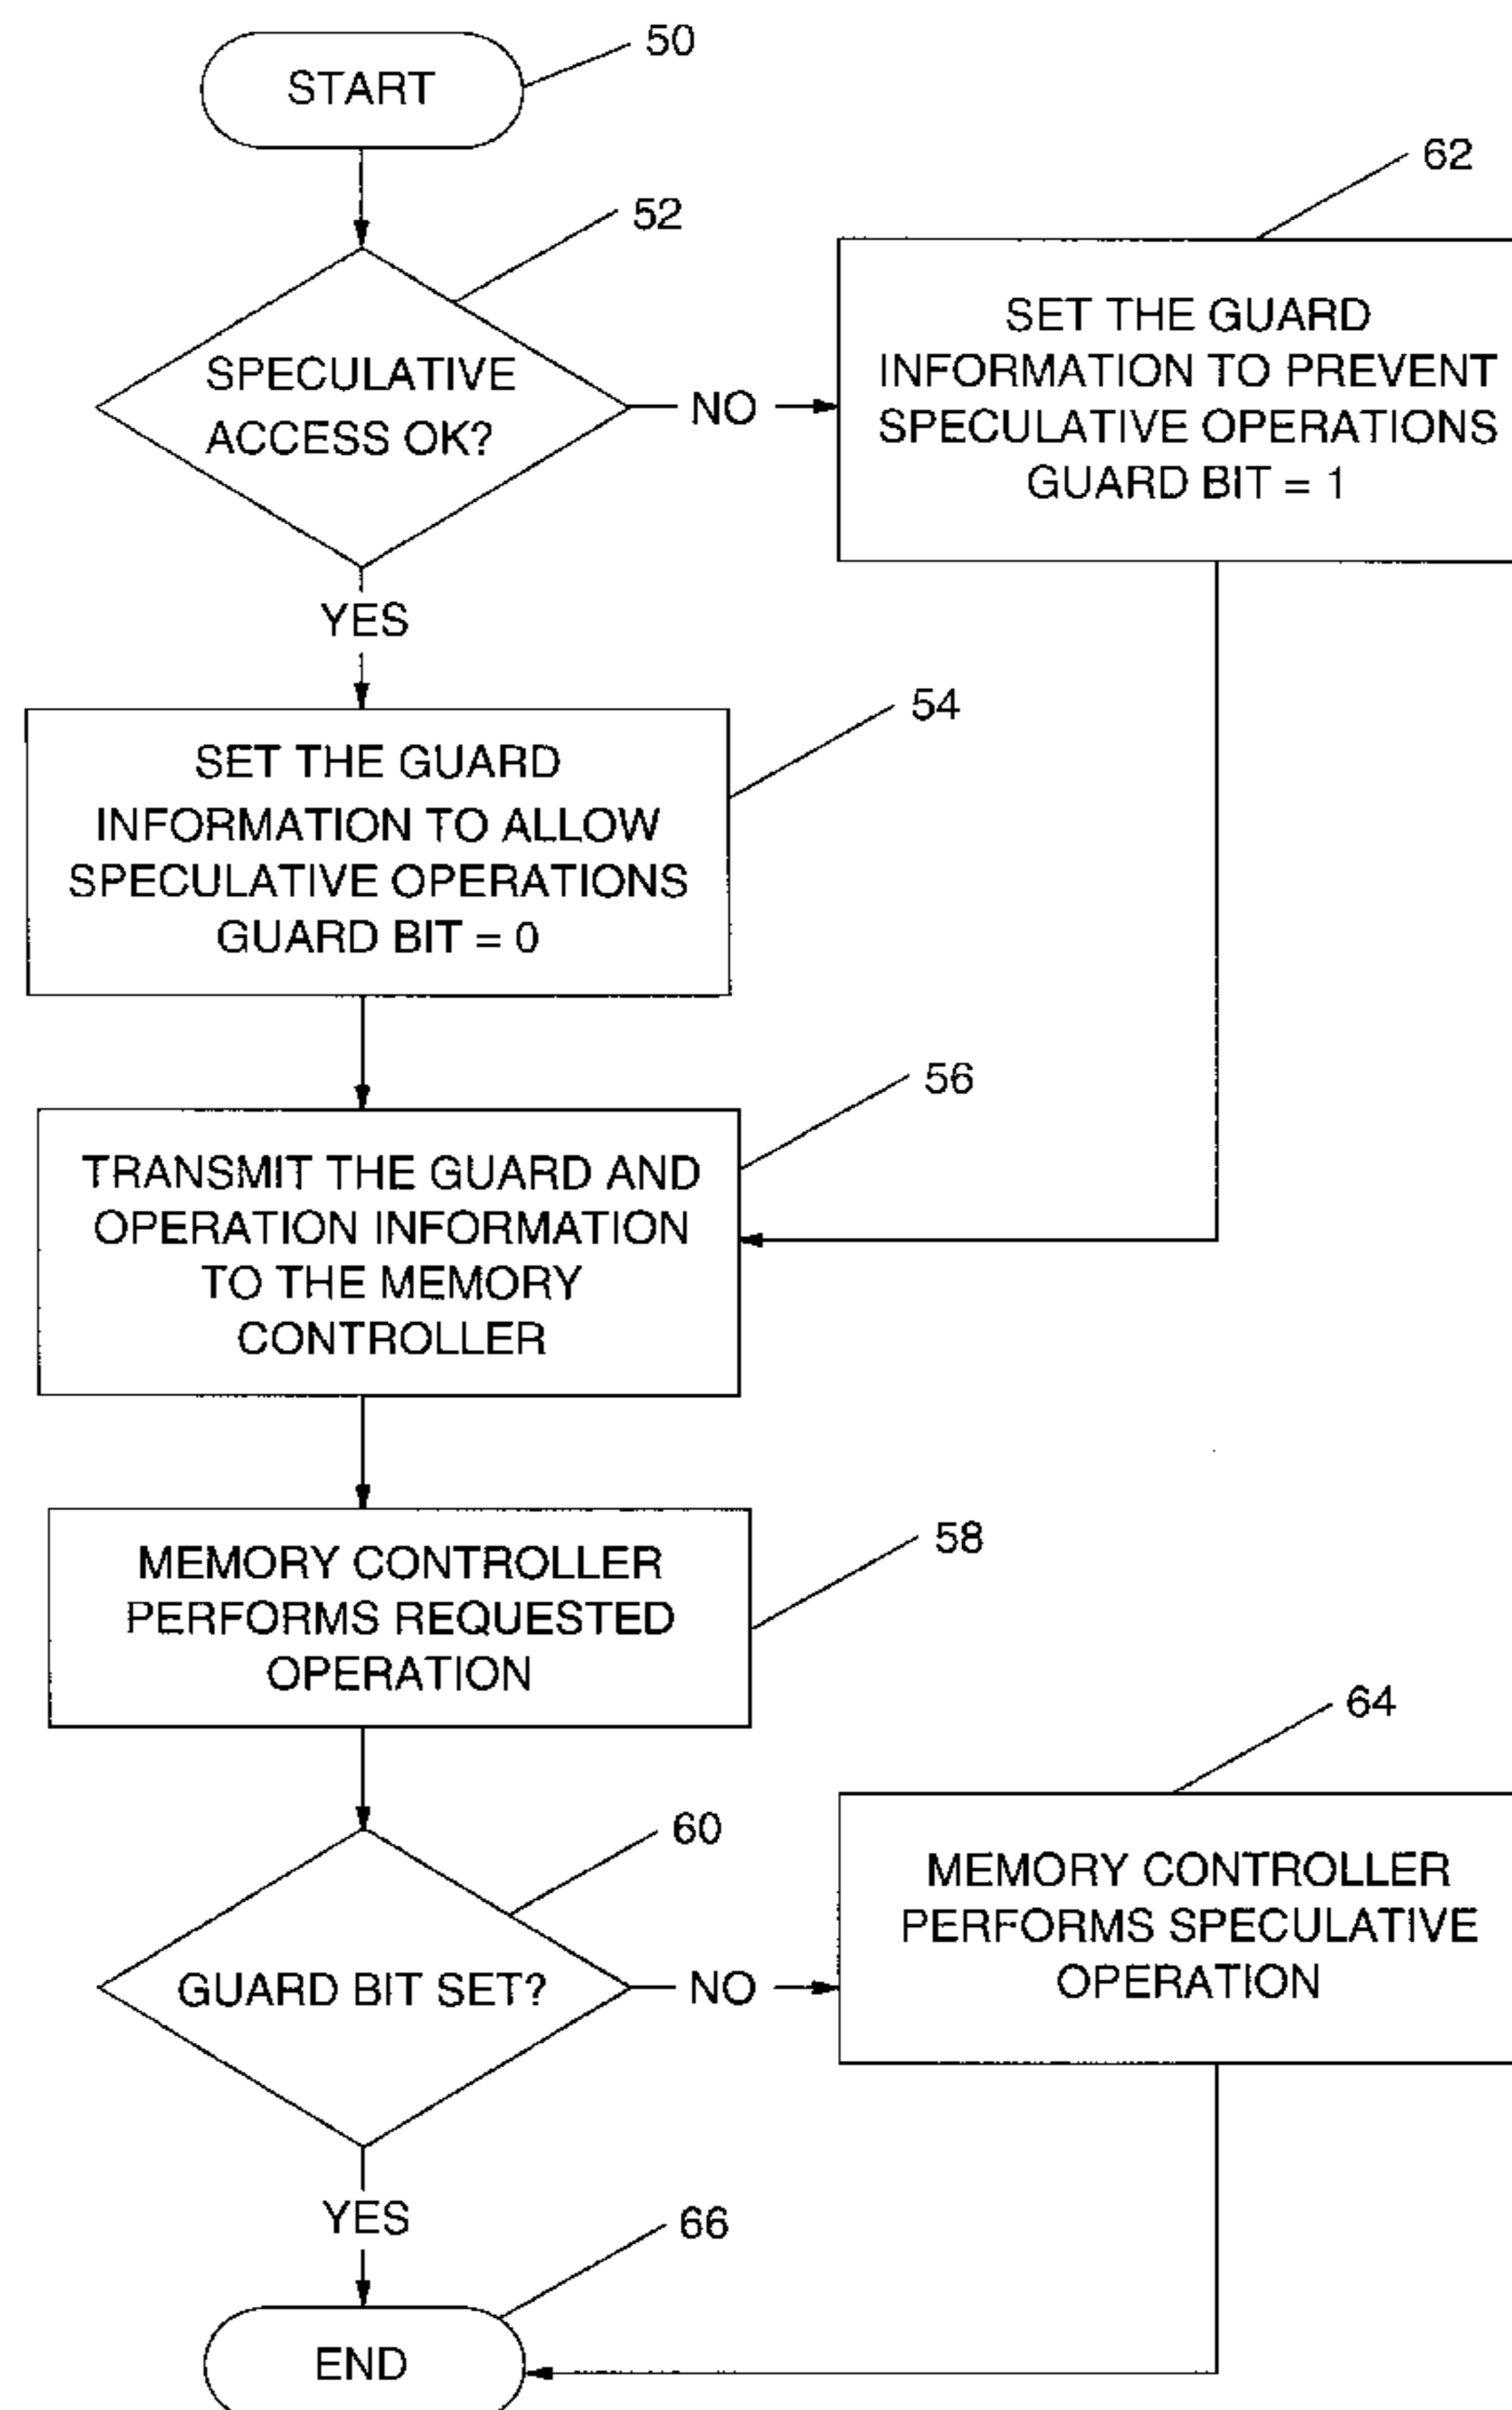 START
50
52
SPECULATIVE
ACCESS OK?
NO
62
SET THE GUARD
INFORMATION TO PREVENT
SPECULATIVE OPERATIONS
GUARD BIT = 1
YES
54
SET THE GUARD
INFORMATION TO ALLOW
SPECULATIVE OPERATIONS
GUARD BIT = 0
56
TRANSMIT THE GUARD AND
OPERATION INFORMATION
TO THE MEMORY
CONTROLLER
58
MEMORY CONTROLLER
PERFORMS REQUESTED
OPERATION
60
GUARD BIT SET?
NO
64
MEMORY CONTROLLER
PERFORMS SPECULATIVE
OPERATION
YES
66
END